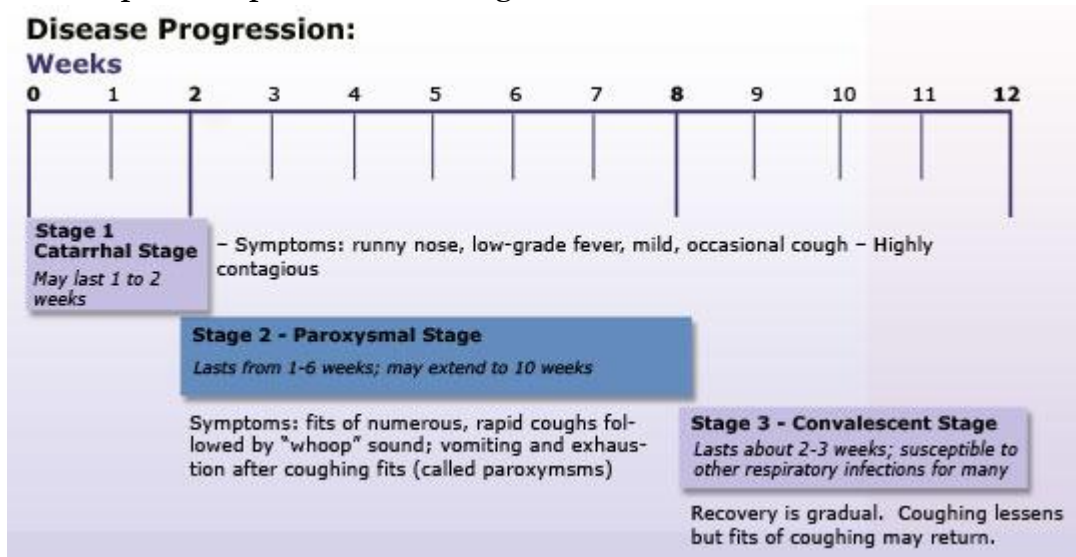 Disease Progression:
Weeks
0 1 2 3 4 5 6 7 8 9 10 11 12
Stage 1
Catarrhal Stage
May last 1 to 2
weeks
– Symptoms: runny nose, low-grade fever, mild, occasional cough – Highly
contagious
Stage 2 - Paroxysmal Stage
Lasts from 1-6 weeks; may extend to 10 weeks
Symptoms: fits of numerous, rapid coughs fol-
lowed by “whoop” sound; vomiting and exhaus-
tion after coughing fits (called paroxymsms)
Stage 3 - Convalescent Stage
Lasts about 2-3 weeks; susceptible to
other respiratory infections for many
Recovery is gradual. Coughing lessens
but fits of coughing may return.